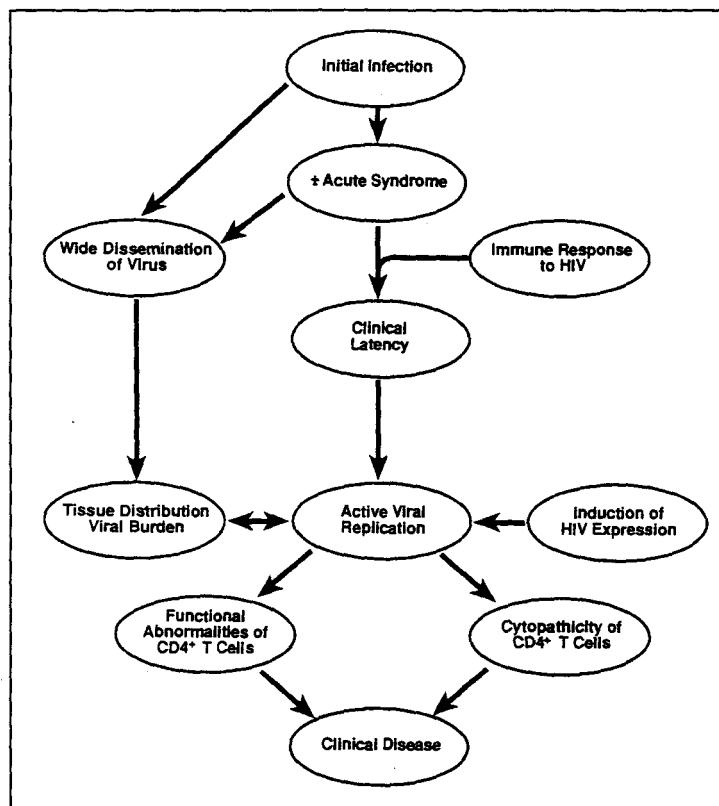 Initial Infection
± Acute Syndrome
Wide Dissemination
of Virus
Immune Response
to HIV
Clinical
Latency
Tissue Distribution
Viral Burden
Active Viral
Replication
Induction of
HIV Expression
Functional
Abnormalities of
CD4⁺ T Cells
Cytopathicity of
CD4⁺ T Cells
Clinical Disease